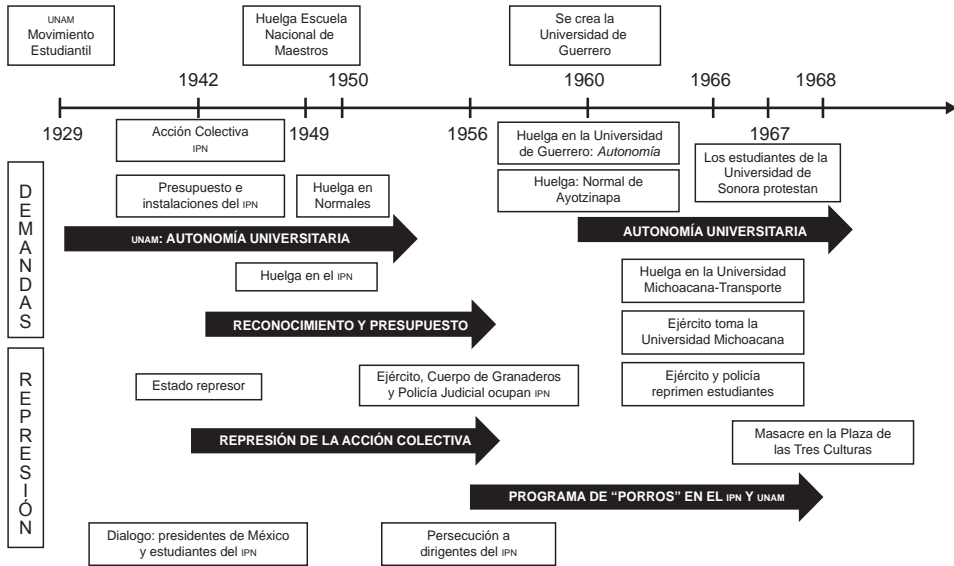 UNAM
Movimiento
Estudiantil
Huelga Escuela
Nacional de
Maestros
Se crea la
Universidad de
Guerrero
1942
1950
1960
1966
1968
1929
1949
1956
1967
DEMANDAS
Acción Colectiva
IPN
Huelga en la Universidad
de Guerrero: Autonomía
Los estudiantes de la
Universidad de
Sonora protestan
Presupuesto e
instalaciones del IPN
Huelga en
Normales
Huelga: Normal de
Ayotzinapa
UNAM: AUTONOMÍA UNIVERSITARIA
AUTONOMÍA UNIVERSITARIA
Huelga en el IPN
Huelga en la Universidad
Michoacana-Transporte
RECONOCIMIENTO Y PRESUPUESTO
Ejército toma la
Universidad Michoacana
REPRESIÓN
Estado represor
Ejército, Cuerpo de Granaderos
y Policía Judicial ocupan IPN
Ejército y policía
reprimen estudiantes
REPRESIÓN DE LA ACCIÓN COLECTIVA
Masacre en la Plaza de
las Tres Culturas
PROGRAMA DE “PORROS” EN EL IPN Y UNAM
Dialogo: presidentes de México
y estudiantes del IPN
Persecución a
dirigentes del IPN